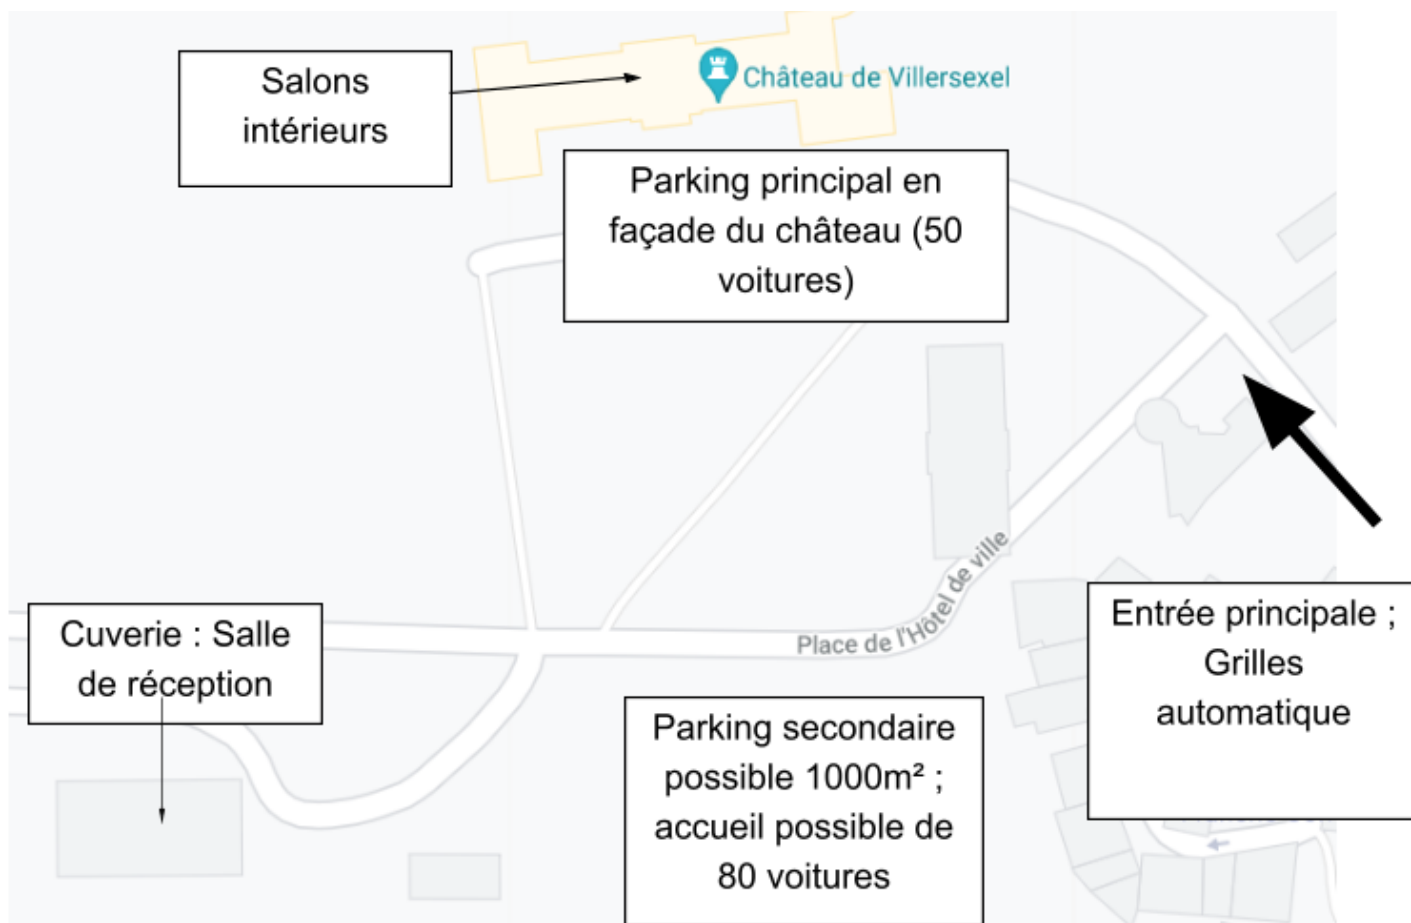 Salons
intérieurs
Château de Villersexel
Parking principal en
façade du château (50
voitures)
Place de l'Hôtel de ville
Cuverie : Salle
de réception
Entrée principale ;
Grilles
automatique
Parking secondaire
possible 1000m² ;
accueil possible de
80 voitures